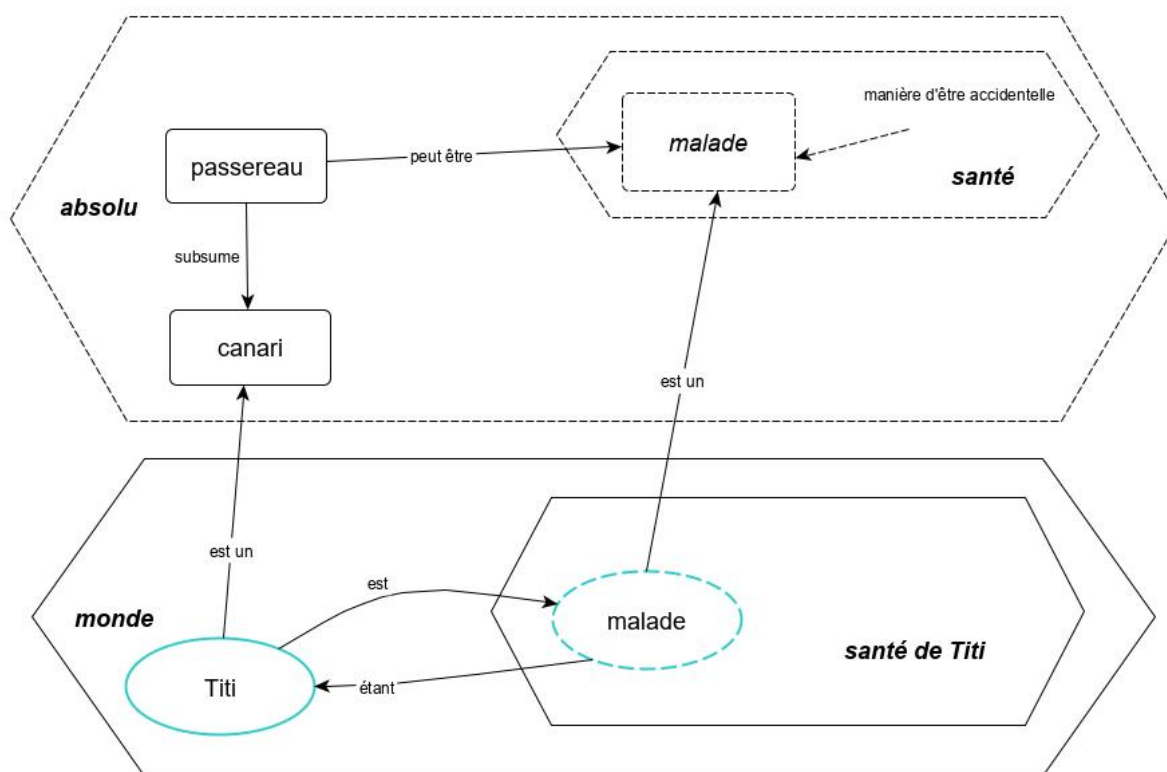 manière d'être accidentelle
malade
peut être
passereau
santé
absolu
subsume
canari
est un
est un
est
monde
malade
santé de Titi
Titi
étant